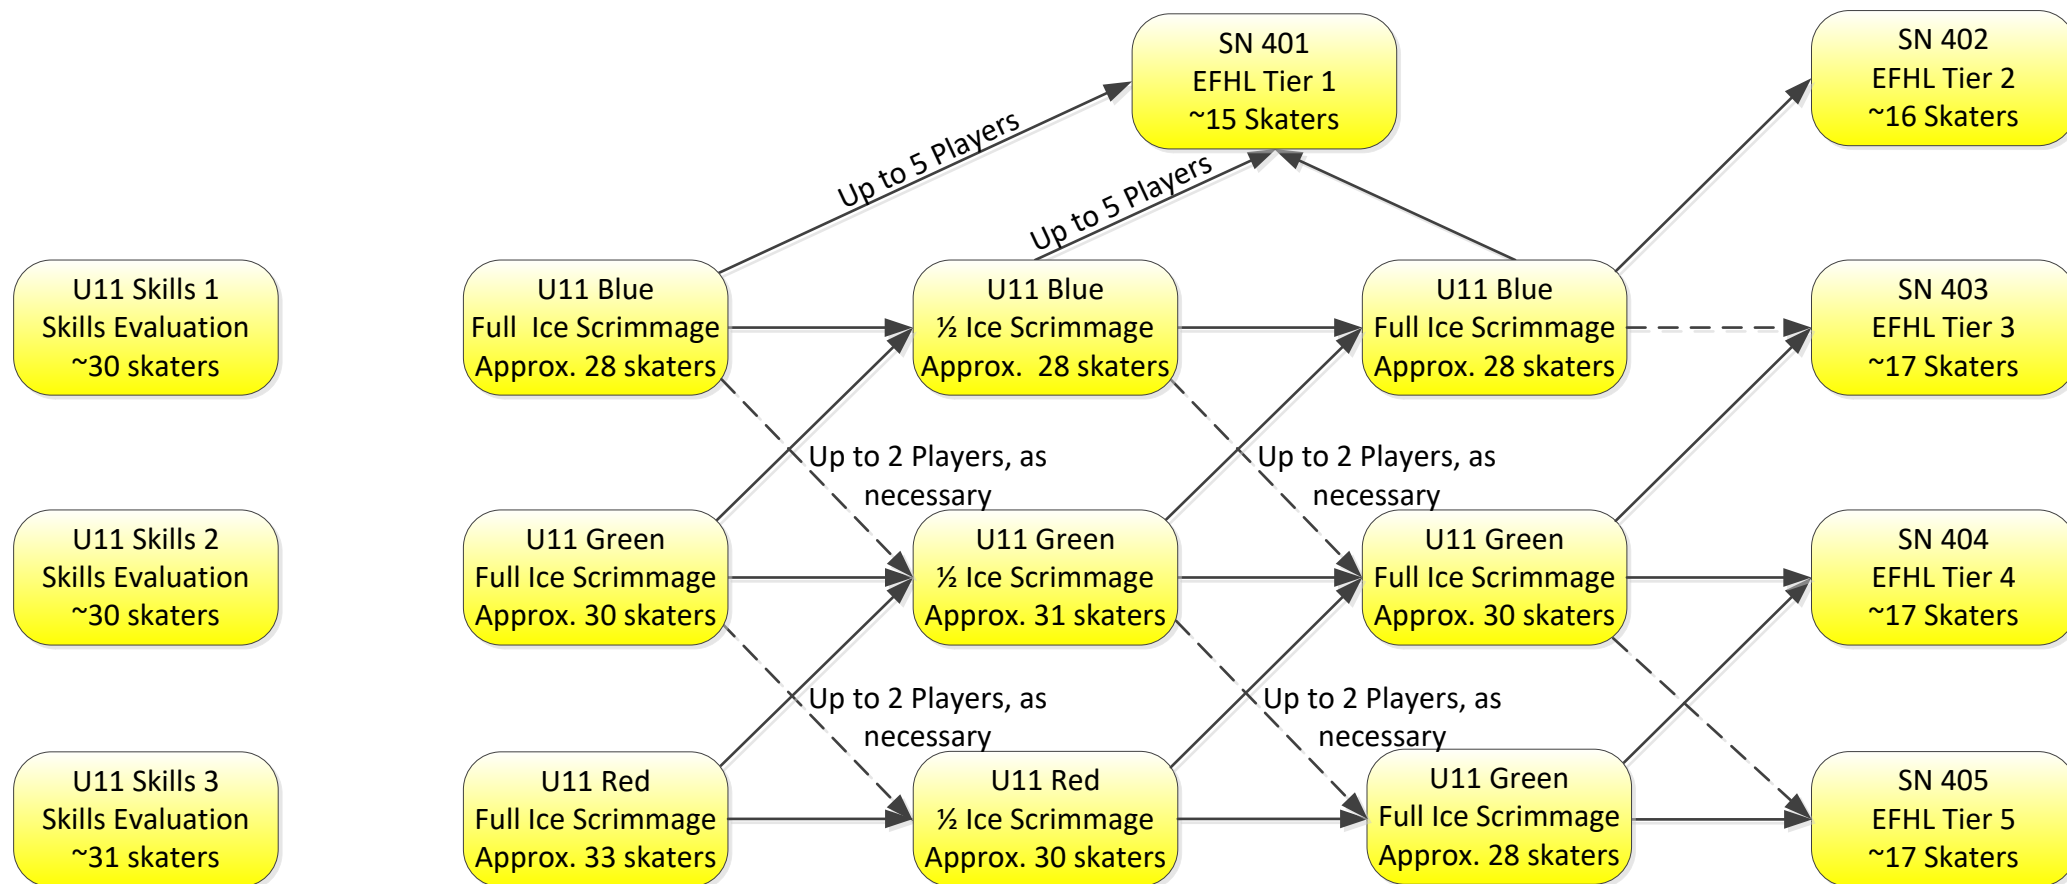 SN 401
EFHL Tier 1
~15 Skaters
SN 402
EFHL Tier 2
~16 Skaters
Up to 5 Players
Up to 5 Players
U11 Skills 1
Skills Evaluation
~30 skaters
U11 Blue
Full Ice Scrimmage
Approx. 28 skaters
U11 Blue
½ Ice Scrimmage
Approx. 28 skaters
U11 Blue
Full Ice Scrimmage
Approx. 28 skaters
SN 403
EFHL Tier 3
~17 Skaters
Up to 2 Players, as
necessary
Up to 2 Players, as
necessary
U11 Skills 2
Skills Evaluation
~30 skaters
U11 Green
Full Ice Scrimmage
Approx. 30 skaters
U11 Green
½ Ice Scrimmage
Approx. 31 skaters
U11 Green
Full Ice Scrimmage
Approx. 30 skaters
SN 404
EFHL Tier 4
~17 Skaters
Up to 2 Players, as
necessary
Up to 2 Players, as
necessary
U11 Skills 3
Skills Evaluation
~31 skaters
U11 Red
Full Ice Scrimmage
Approx. 33 skaters
U11 Red
½ Ice Scrimmage
Approx. 30 skaters
U11 Green
Full Ice Scrimmage
Approx. 28 skaters
SN 405
EFHL Tier 5
~17 Skaters